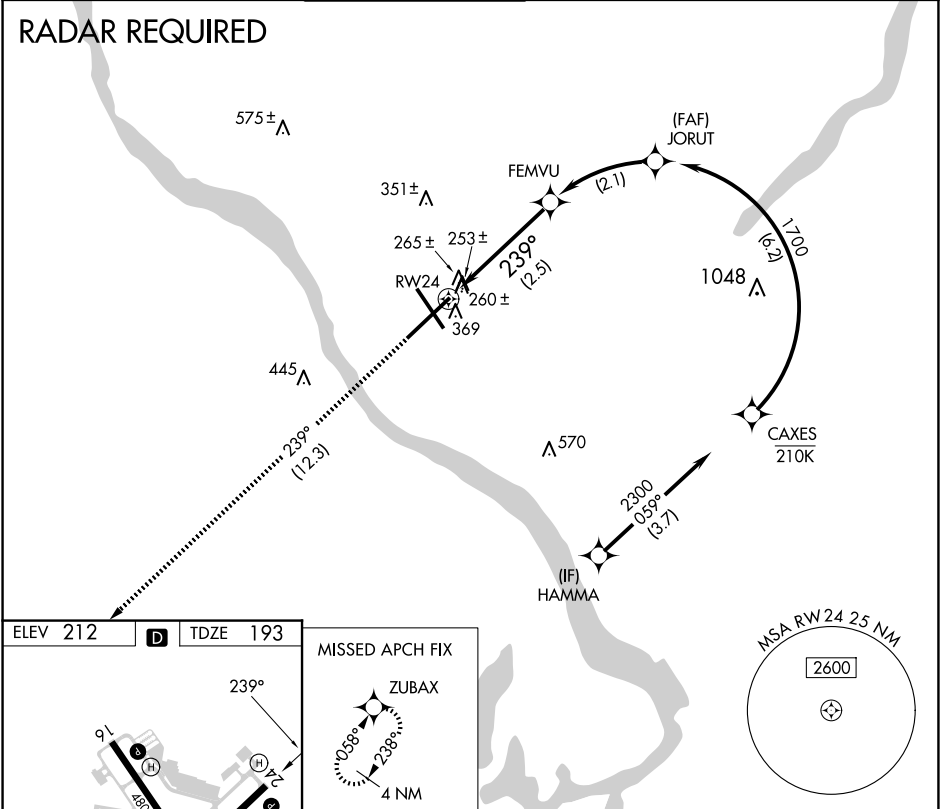 RADAR REQUIRED
575±
(FAF)
JORUT
FEMVU
(2.1)
351±
1700
(6.2)
265±
253±
239°
(2.5)
RW24
260±
1048
369
445
CAXES
210K
239°
(12.3)
570
2300
059°
(3.7)
(IF)
HAMMA
ELEV 212
D
TDZE 193
MISSED APCH FIX
MSA RW24 25 NM
2600
ZUBAX
239°
058°
238°
4 NM
16
P
H
H
24
P
480